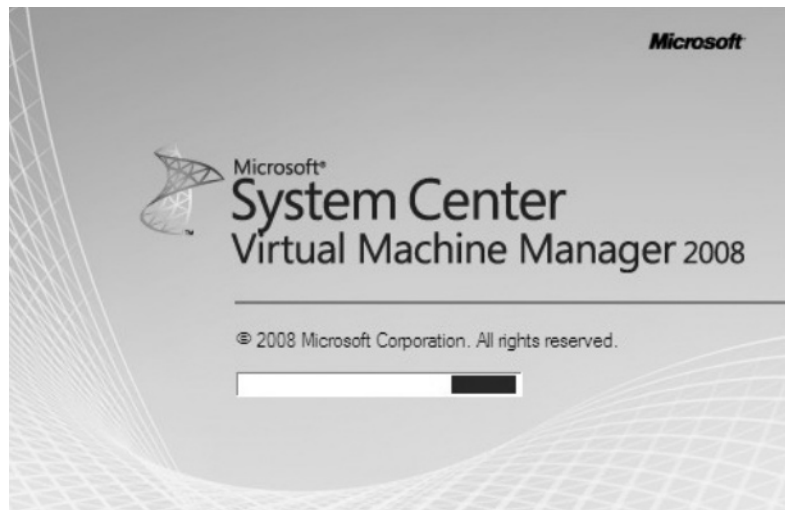 Microsoft
Microsoft®
System Center
Virtual Machine Manager 2008
© 2008 Microsoft Corporation. All rights reserved.